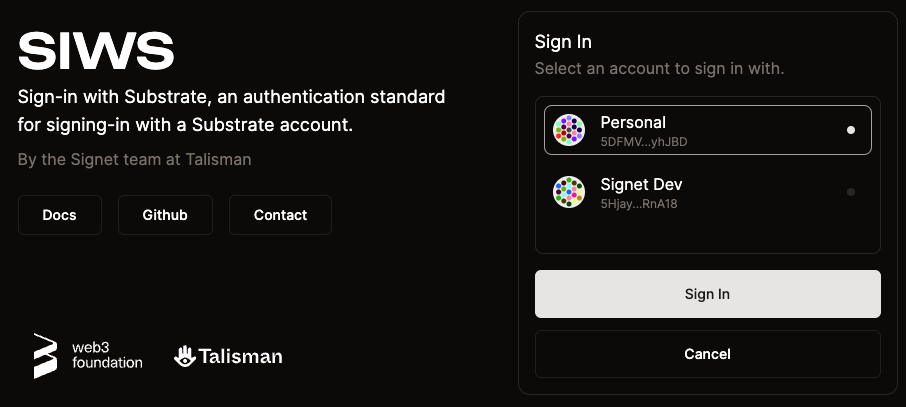 SIWS
Sign-in with Substrate, an authentication standard
for signing-in with a Substrate account.
By the Signet team at Talisman
Docs
Github
Contact
web3
foundation
Talisman
Sign In
Select an account to sign in with.
Personal
5DFMV...yhJBD
Signet Dev
5Hjay...RnA18
Sign In
Cancel